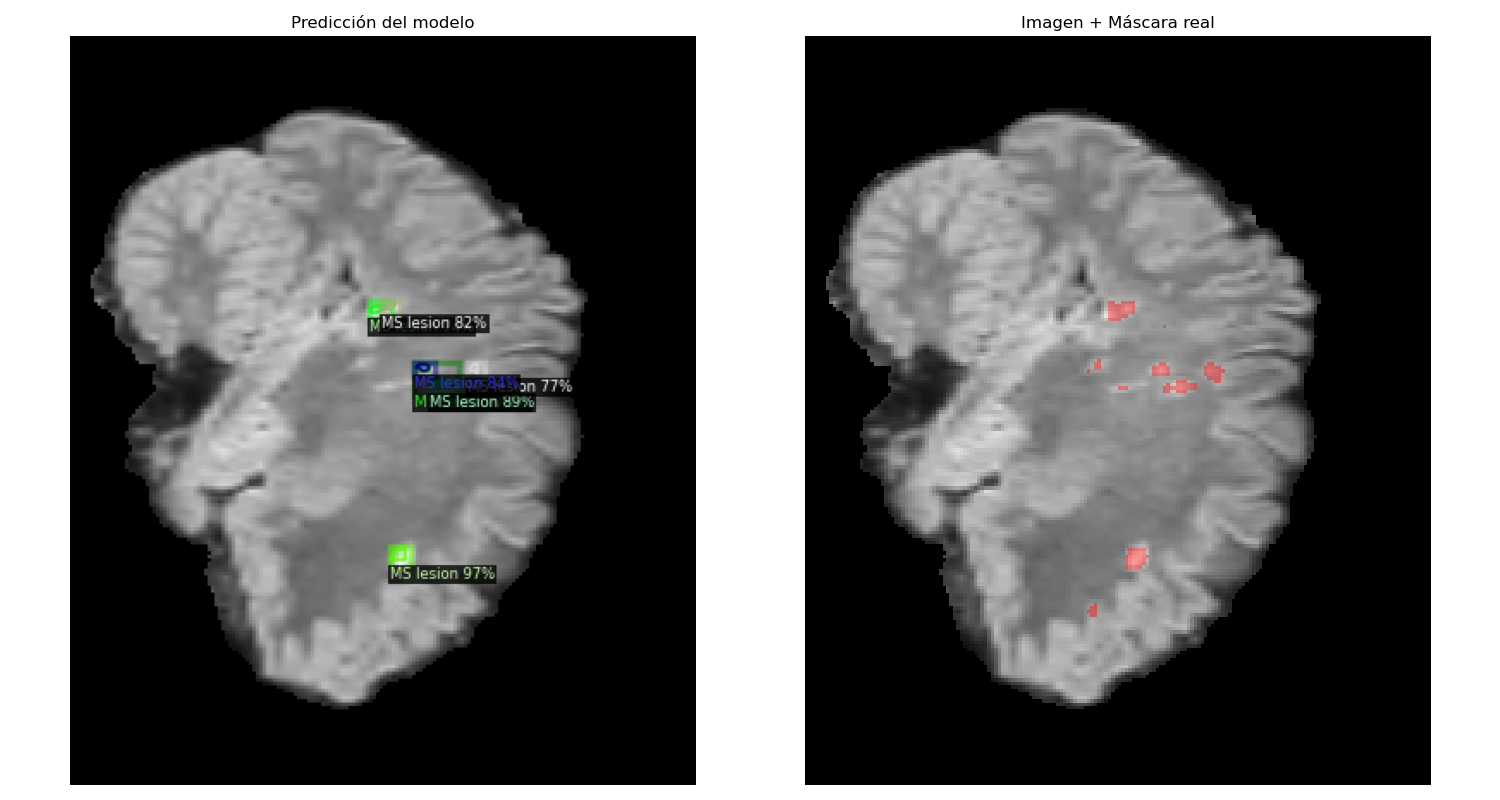 Predicción del modelo
Imagen + Máscara real
M
MS lesion 82%
MS lesion 84%
on 77%
M
MS lesion 89%
MS lesion 97%